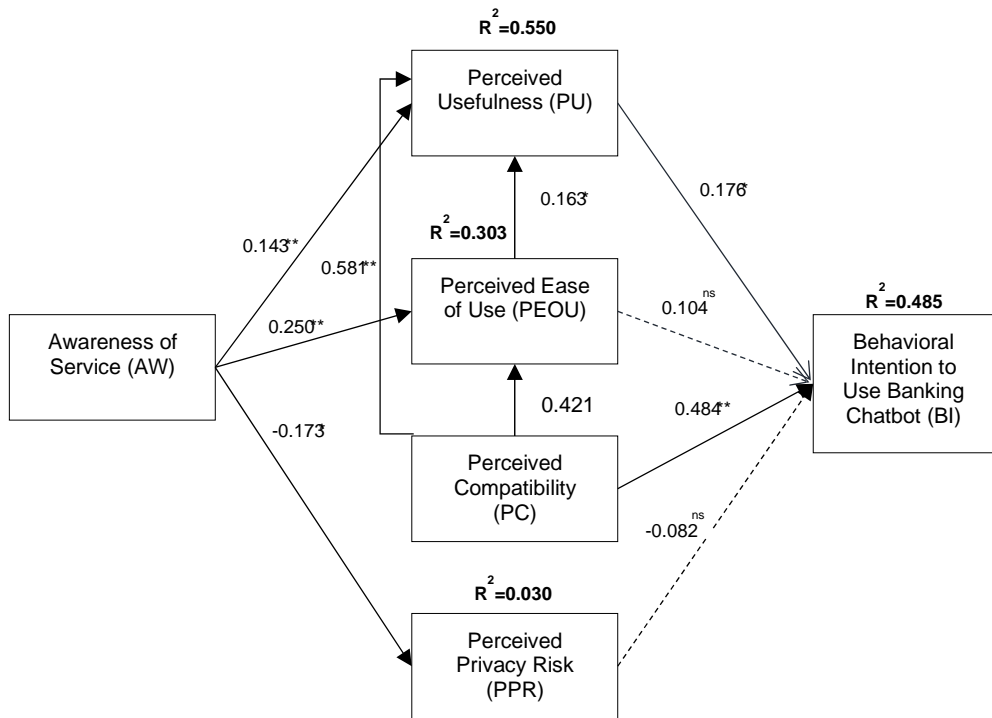 R²=0.550
Perceived
Usefulness (PU)
0.176*
0.163*
R²=0.303
0.143**
0.581**
Perceived Ease
of Use (PEOU)
0.104ns
R²=0.485
Awareness of
Service (AW)
0.250**
Behavioral
Intention to
Use Banking
Chatbot (BI)
0.421
0.484**
-0.173*
Perceived
Compatibility
(PC)
-0.082ns
R²=0.030
Perceived
Privacy Risk
(PPR)